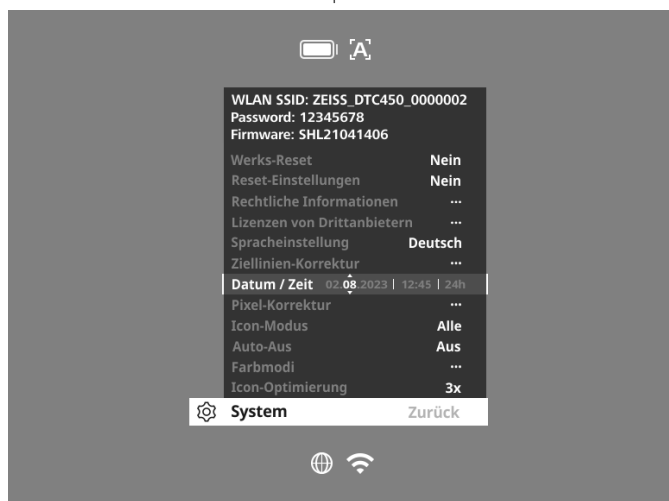 WLAN SSID: ZEISS_DTC450_0000002
Password: 12345678
Firmware: SHL21041406
Werks-Reset Nein
Reset-Einstellungen Nein
Rechtliche Informationen ...
Lizenzen von Drittanbietern ...
Spracheinstellung Deutsch
Ziellinien-Korrektur ...
Datum / Zeit 02.08.2023 | 12:45 | 24h
Pixel-Korrektur ...
Icon-Modus Alle
Auto-Aus Aus
Farbmodi ...
Icon-Optimierung 3x
System Zurück